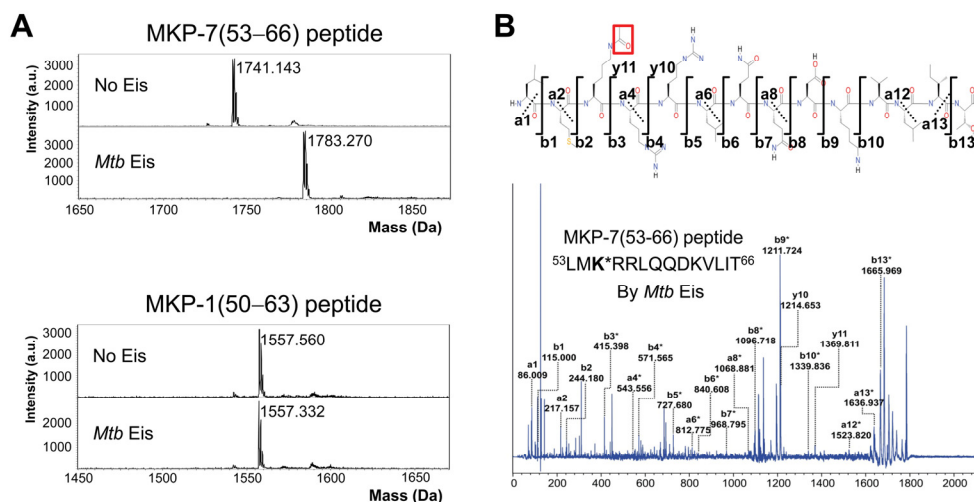 A
MKP-7(53–66) peptide
Intensity (a.u.)
3000
2000
1000
No Eis
1741.143
3000
2000
1000
Mtb Eis
1783.270
1650 1700 1750 1800 1850
Mass (Da)
MKP-1(50–63) peptide
Intensity (a.u.)
3000
2000
1000
No Eis
1557.560
2000
1000
0
Mtb Eis
1557.332
1450 1500 1550 1600 1650
Mass (Da)
B
y11 y10
a1 a2 a4 a6 a8 a12 a13
b1 b2 b3 b4 b5 b6 b7 b8 b9 b10 b13
MKP-7(53-66) peptide
53LMK*RRLQQDKVLIT66
By Mtb Eis
a1
86.009
b1
115.000
a2
217.157
b2
244.180
b3*
415.398
a4*
543.556
b4*
571.565
b5*
727.680
a6*
812.775
b6*
840.608
b7*
968.795
a8*
1068.881
b8*
1096.718
b9*
1211.724
y10
1214.653
b10*
1339.836
y11
1369.811
a12*
1523.820
a13*
1636.937
b13*
1665.969
0 200 400 600 800 1000 1200 1400 1600 1800 2000